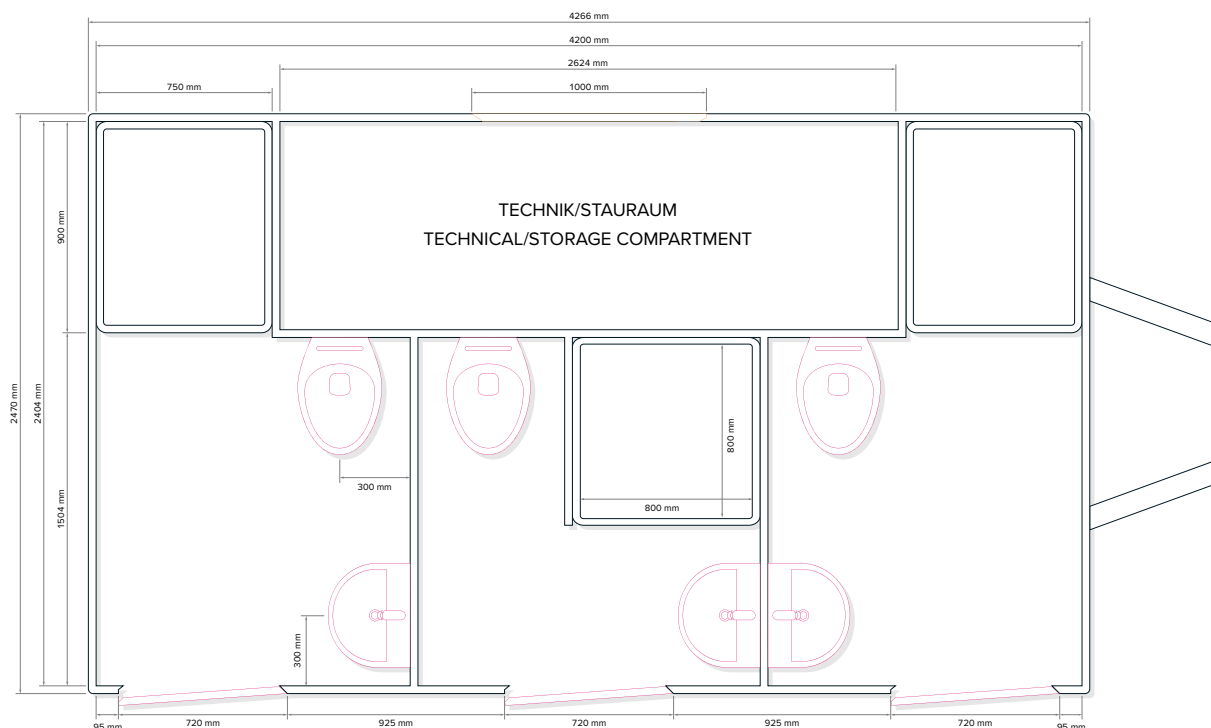 4266 mm
4200 mm
2624 mm
750 mm
1000 mm
TECHNIK/STAURAUM
TECHNICAL/STORAGE COMPARTMENT
900 mm
2470 mm
2404 mm
1504 mm
800 mm
800 mm
300 mm
300 mm
95 mm
720 mm
925 mm
720 mm
925 mm
720 mm
95 mm